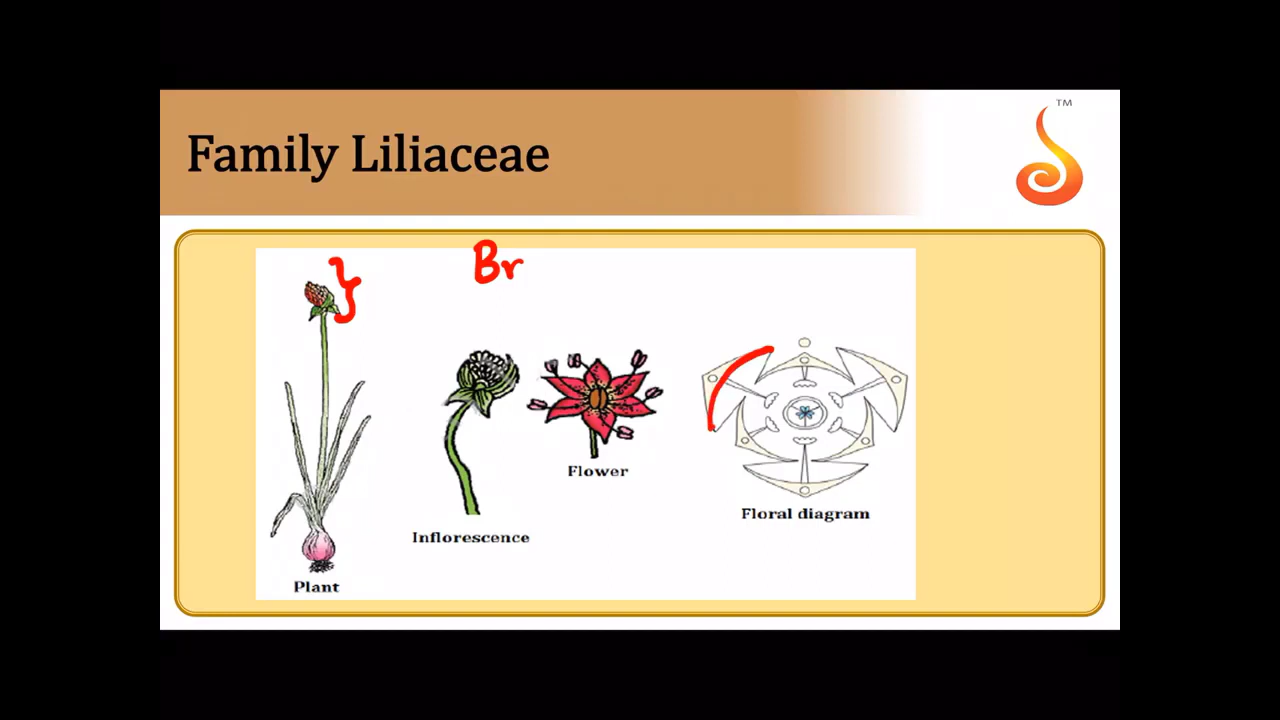 TM
Family Liliaceae
Br
Flower
Floral diagram
Inflorescence
Plant